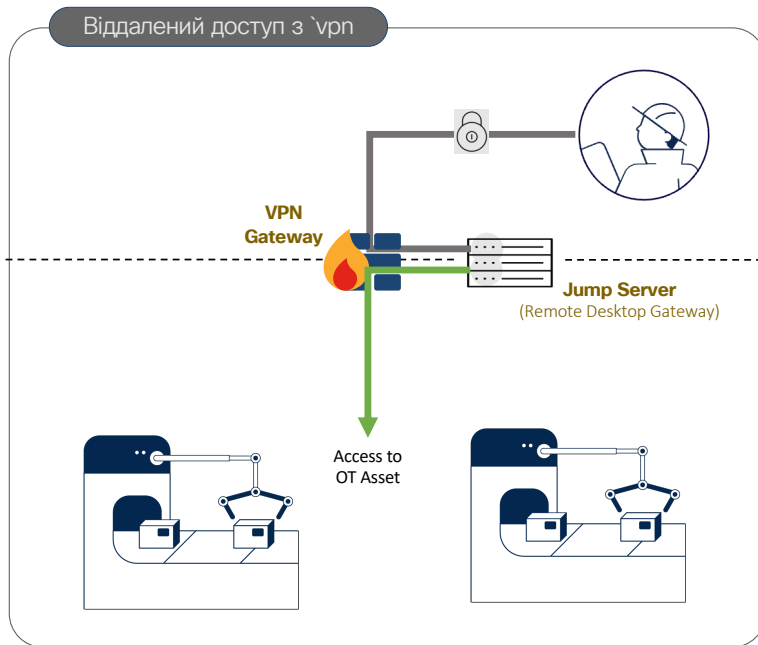 Віддалений доступ з `vpn
VPN
Gateway
Jump Server
(Remote Desktop Gateway)
Access to
OT Asset